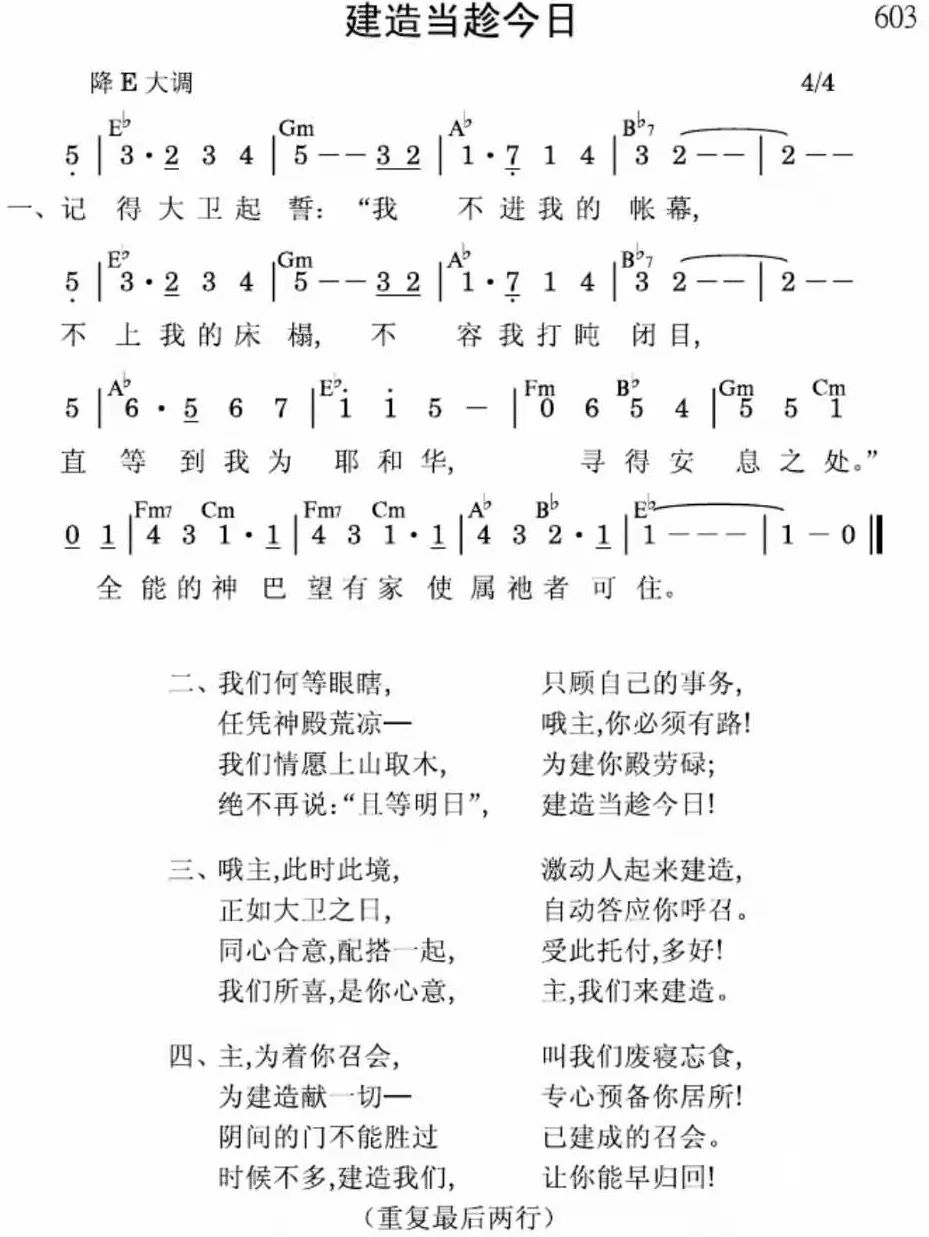 建造当趁今日 603
降 E 大调 4/4
E♭ Gm A♭ B♭7
5̣ | 3 · 2 3 4 | 5 – – 3 2 | 1 · 7̣ 1 4 | 3 2 – – | 2 – –
一、记 得 大 卫 起 誓: “我 不 进 我 的 帐 幕,
E♭ Gm A♭ B♭7
5̣ | 3 · 2 3 4 | 5 – – 3 2 | 1 · 7̣ 1 4 | 3 2 – – | 2 – –
不 上 我 的 床 榻, 不 容 我 打 盹 闭 目,
A♭ E♭ Fm B♭ Gm Cm
5 | 6 · 5 6 7 | 1̇ 1̇ 5 – | 0 6 5 4 | 5 5 1
直 等 到 我 为 耶 和 华, 寻 得 安 息 之 处。”
Fm7 Cm Fm7 Cm A♭ B♭ E♭
0 1 | 4 3 1 · 1 | 4 3 1 · 1 | 4 3 2 · 1 | 1 – – – | 1 – 0 ‖
全 能 的 神 巴 望 有 家 使 属 祂 者 可 住。
二、我们何等眼瞎, 只顾自己的事务,
任凭神殿荒凉— 哦主,你必须有路!
我们情愿上山取木, 为建你殿劳碌;
绝不再说:“且等明日”, 建造当趁今日!
三、哦主,此时此境, 激动人起来建造,
正如大卫之日, 自动答应你呼召。
同心合意,配搭一起, 受此托付,多好!
我们所喜,是你心意, 主,我们来建造。
四、主,为着你召会, 叫我们废寝忘食,
为建造献一切— 专心预备你居所!
阴间的门不能胜过 已建成的召会。
时候不多,建造我们, 让你能早归回!
（重复最后两行）